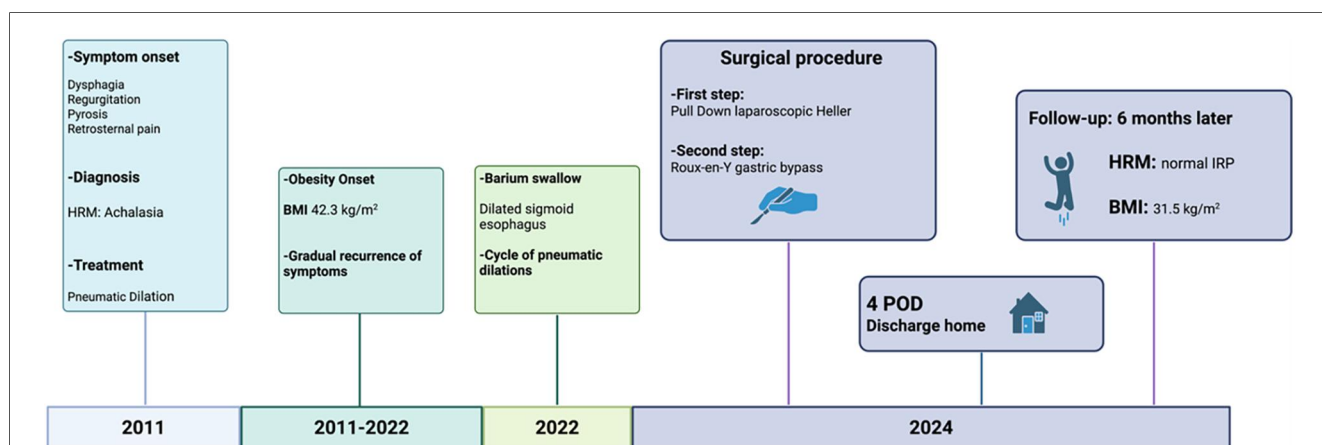 -Symptom onset
Dysphagia
Regurgitation
Pyrosis
Retrosternal pain
-Diagnosis
HRM: Achalasia
-Treatment
Pneumatic Dilation
-Obesity Onset
BMI 42.3 kg/m²
-Gradual recurrence of
symptoms
-Barium swallow
Dilated sigmoid
esophagus
-Cycle of pneumatic
dilations
Surgical procedure
-First step:
Pull Down laparoscopic Heller
-Second step:
Roux-en-Y gastric bypass
4 POD
Discharge home
Follow-up: 6 months later
HRM: normal IRP
BMI: 31.5 kg/m²
2011
2011-2022
2022
2024